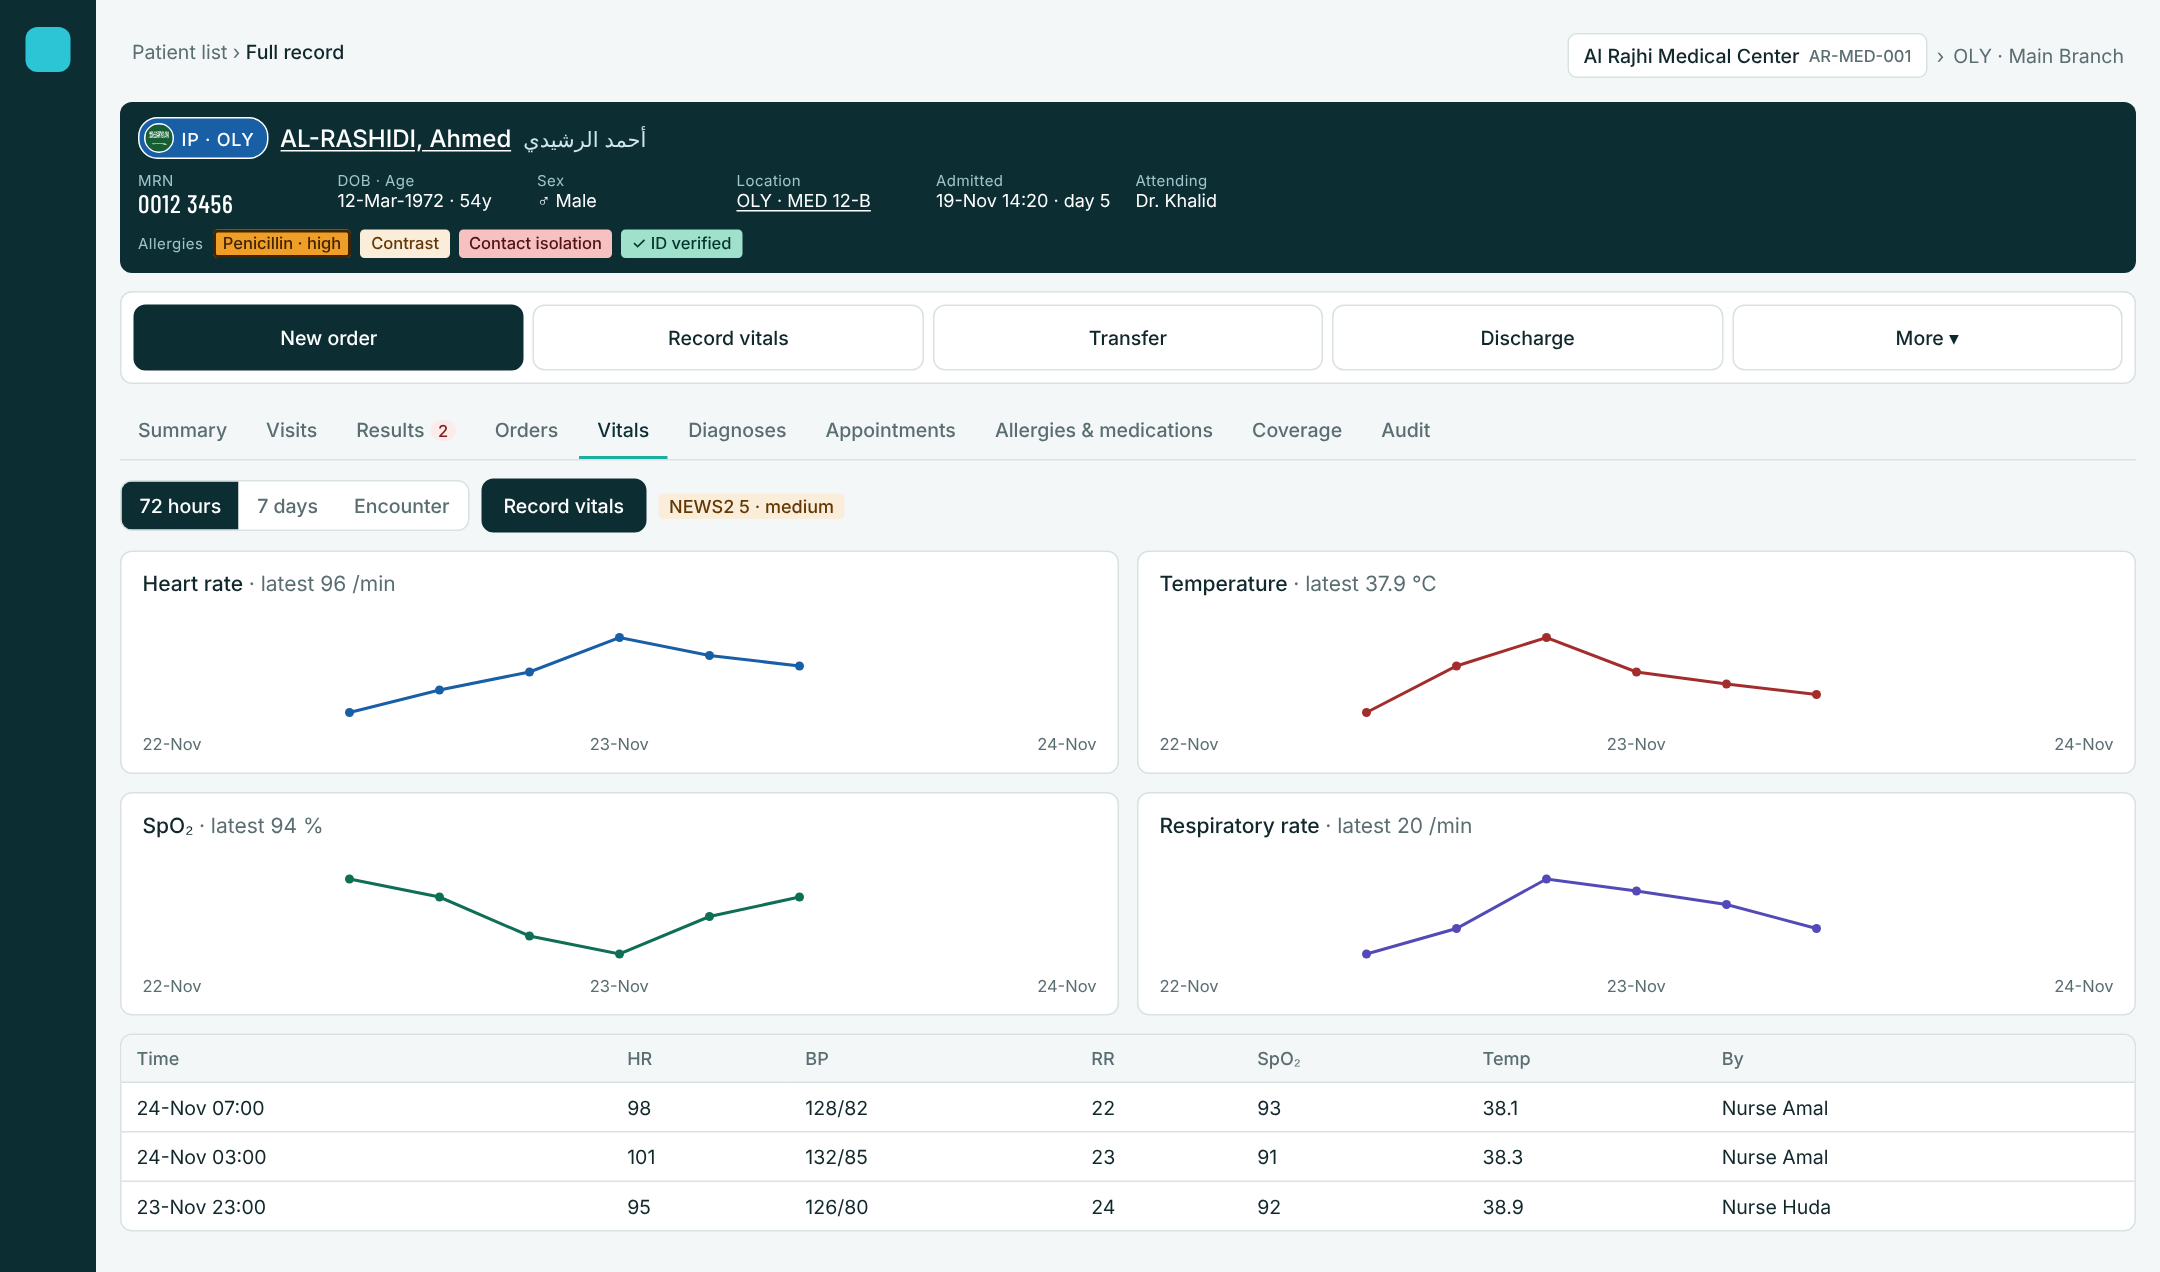 Patient list › Full record
Al Rajhi Medical Center AR-MED-001 › OLY · Main Branch
IP · OLY AL-RASHIDI, Ahmed أحمد الرشيدي
MRN DOB · Age Sex Location Admitted Attending
0012 3456 12-Mar-1972 · 54y ♂ Male OLY · MED 12-B 19-Nov 14:20 · day 5 Dr. Khalid
Allergies Penicillin · high Contrast Contact isolation ✓ ID verified
New order Record vitals Transfer Discharge More ▾
Summary Visits Results 2 Orders Vitals Diagnoses Appointments Allergies & medications Coverage Audit
72 hours 7 days Encounter Record vitals NEWS2 5 · medium
Heart rate · latest 96 /min
22-Nov 23-Nov 24-Nov
Temperature · latest 37.9 °C
22-Nov 23-Nov 24-Nov
SpO₂ · latest 94 %
22-Nov 23-Nov 24-Nov
Respiratory rate · latest 20 /min
22-Nov 23-Nov 24-Nov
Time HR BP RR SpO₂ Temp By
24-Nov 07:00 98 128/82 22 93 38.1 Nurse Amal
24-Nov 03:00 101 132/85 23 91 38.3 Nurse Amal
23-Nov 23:00 95 126/80 24 92 38.9 Nurse Huda